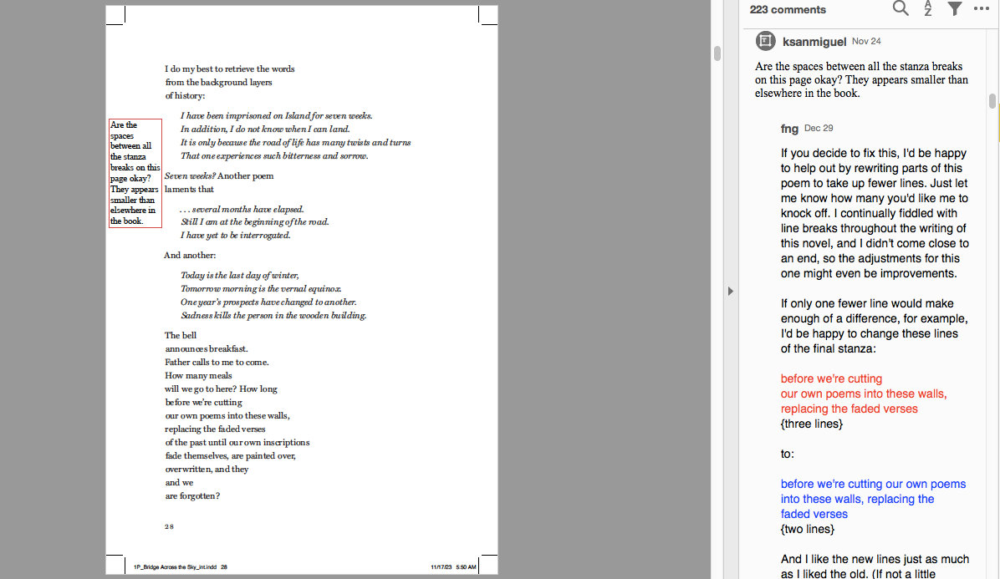 I do my best to retrieve the words
from the background layers
of history:
I have been imprisoned on Island for seven weeks.
In addition, I do not know when I can land.
It is only because the road of life has many twists and turns
That one experiences such bitterness and sorrow.
Are the
spaces
between all
the stanza
breaks on this
page okay?
They appears
smaller than
elsewhere in
the book.
Seven weeks? Another poem
laments that
. . . several months have elapsed.
Still I am at the beginning of the road.
I have yet to be interrogated.
And another:
Today is the last day of winter,
Tomorrow morning is the vernal equinox.
One year's prospects have changed to another.
Sadness kills the person in the wooden building.
The bell
announces breakfast.
Father calls to me to come.
How many meals
will we go to here? How long
before we're cutting
our own poems into these walls,
replacing the faded verses
of the past until our own inscriptions
fade themselves, are painted over,
overwritten, and they
and we
are forgotten?
28
1P_Bridge Across the Sky_int.indd 28
11/17/23 5:50 AM
223 comments
A
Z
ksanmiguel Nov 24
Are the spaces between all the stanza breaks
on this page okay? They appears smaller than
elsewhere in the book.
fng Dec 29
If you decide to fix this, I'd be happy
to help out by rewriting parts of this
poem to take up fewer lines. Just let
me know how many you'd like me to
knock off. I continually fiddled with
line breaks throughout the writing of
this novel, and I didn't come close to
an end, so the adjustments for this
one might even be improvements.
If only one fewer line would make
enough of a difference, for example,
I'd be happy to change these lines
of the final stanza:
before we're cutting
our own poems into these walls,
replacing the faded verses
{three lines}
to:
before we're cutting our own poems
into these walls, replacing the
faded verses
{two lines}
And I like the new lines just as much
as I liked the old. (If not a little